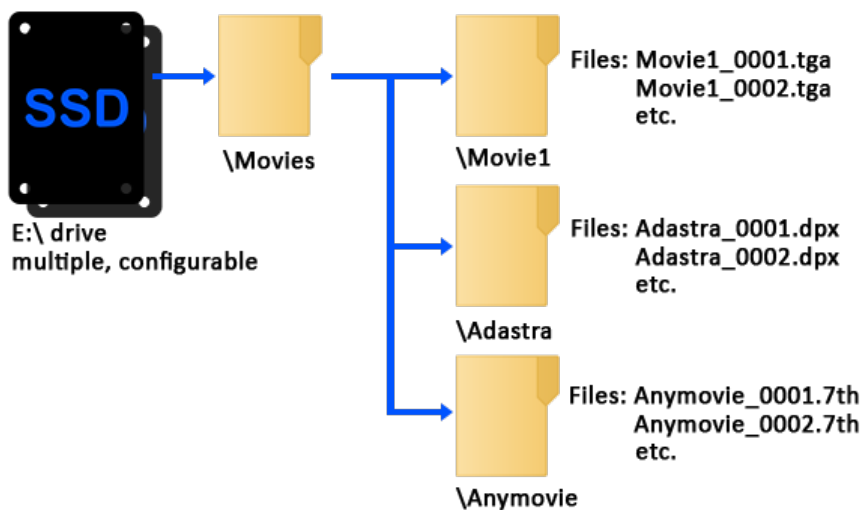 SSD
E:\ drive
multiple, configurable
\Movies
\Movie1
Files: Movie1_0001.tga
Movie1_0002.tga
etc.
\Adastra
Files: Adastra_0001.dpx
Adastra_0002.dpx
etc.
\Anymovie
Files: Anymovie_0001.7th
Anymovie_0002.7th
etc.